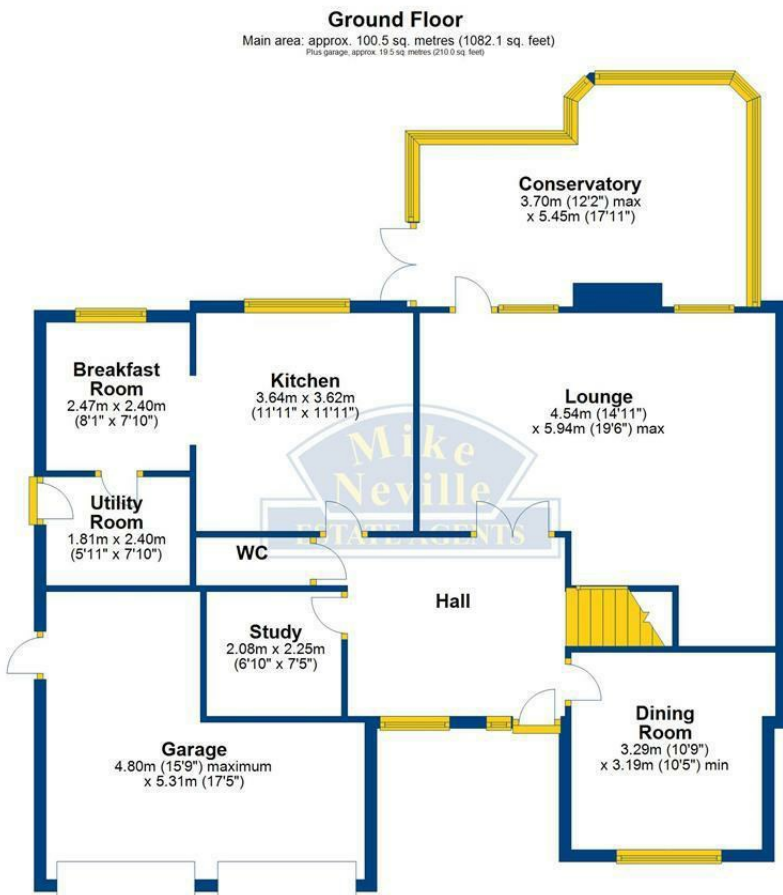 Ground Floor
Main area: approx. 100.5 sq. metres (1082.1 sq. feet)
Plus garage, approx. 19.5 sq. metres (210.0 sq. feet)
Conservatory
3.70m (12'2") max
x 5.45m (17'11")
Breakfast
Room
2.47m x 2.40m
(8'1" x 7'10")
Kitchen
3.64m x 3.62m
(11'11" x 11'11")
Lounge
4.54m (14'11")
x 5.94m (19'6") max
Mike
Neville
ESTATE AGENTS
Utility
Room
1.81m x 2.40m
(5'11" x 7'10")
WC
Hall
Study
2.08m x 2.25m
(6'10" x 7'5")
Garage
4.80m (15'9") maximum
x 5.31m (17'5")
Dining
Room
3.29m (10'9")
x 3.19m (10'5") min